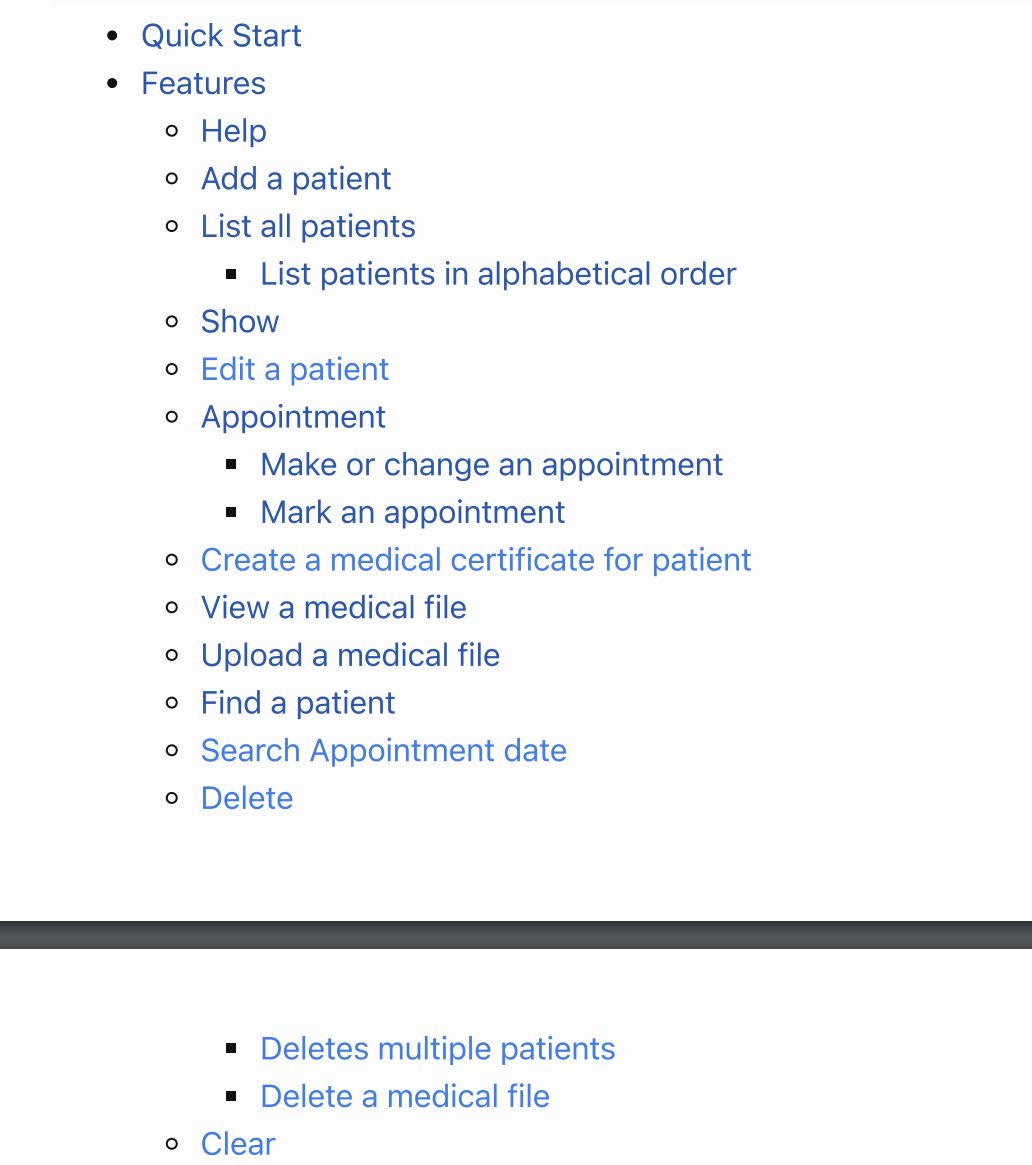 Quick Start
Features
Help
Add a patient
List all patients
List patients in alphabetical order
Show
Edit a patient
Appointment
Make or change an appointment
Mark an appointment
Create a medical certificate for patient
View a medical file
Upload a medical file
Find a patient
Search Appointment date
Delete
Deletes multiple patients
Delete a medical file
Clear